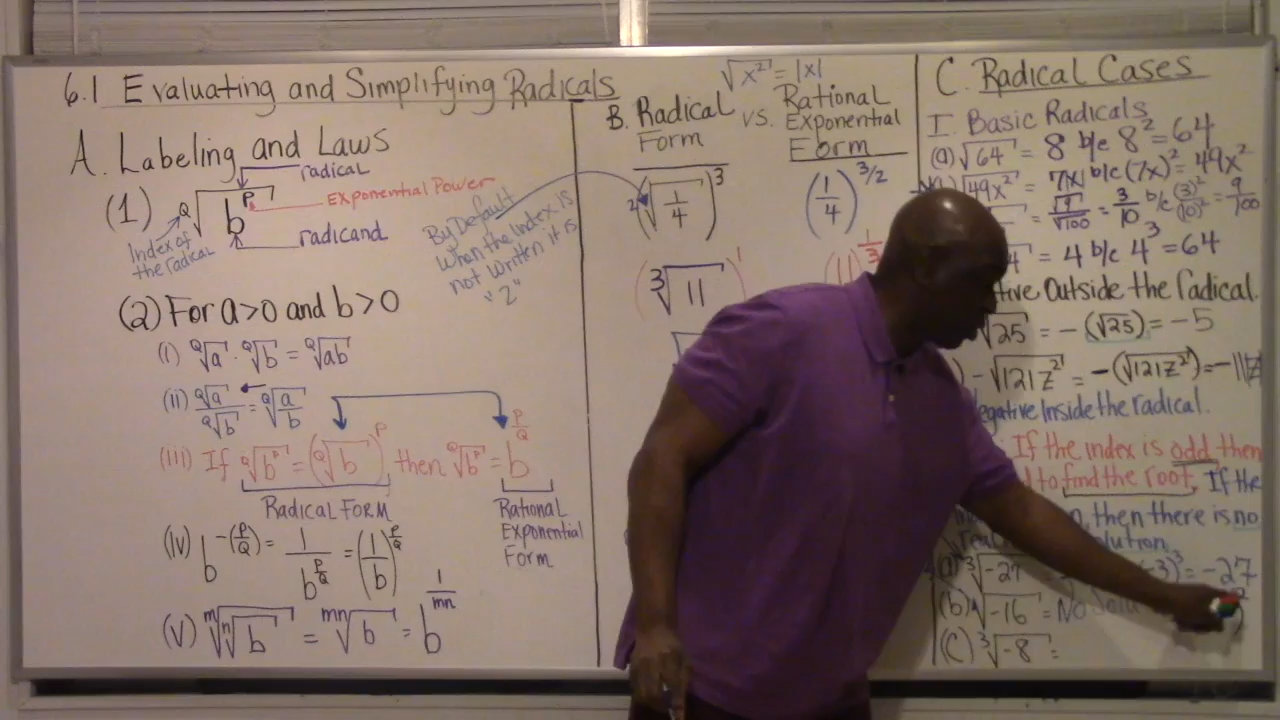 6.1 Evaluating and Simplifying Radicals
A. Labeling and Laws
radical
(1) Q√b^P
Exponential Power
radicand
Index of
the radical
By Default
when the index is
not written it is
"2"
(2) For a>0 and b>0
(i) Q√a · Q√b = Q√ab
(ii) Q√a / Q√b = Q√(a/b)
(iii) If Q√b^P = (Q√b)^P, then Q√b^P = b^(P/Q)
RADICAL FORM
Rational
Exponential
Form
(iv) b^-(P/Q) = 1/b^(P/Q) = (1/b)^(P/Q)
(v) m√n√b = mn√b = b^(1/mn)
√x² = |x|
B. Radical Form
vs.
Rational
Exponential
Form
(2√(1/4))³
(1/4)^(3/2)
(3√11)^1
(11)^(1/3)
C. Radical Cases
I. Basic Radicals
(a) √64 = 8 b/c 8² = 64
√49x² = 7|x| b/c (7x)² = 49x²
= √9/√100 = 3/10 b/c (3)²/(10)² = 9/100
= 4 b/c 4³ = 64
Outside the radical.
√25 = -(√25) = -5
-√121z² = -(√121z²) = -11|z|
Inside the radical.
: If the index is odd then
to find the root. If the
, then there is no
(a) 3√-27
(-3)³ = -27
(b) 4√-16 = No
(c) 3√-8 =